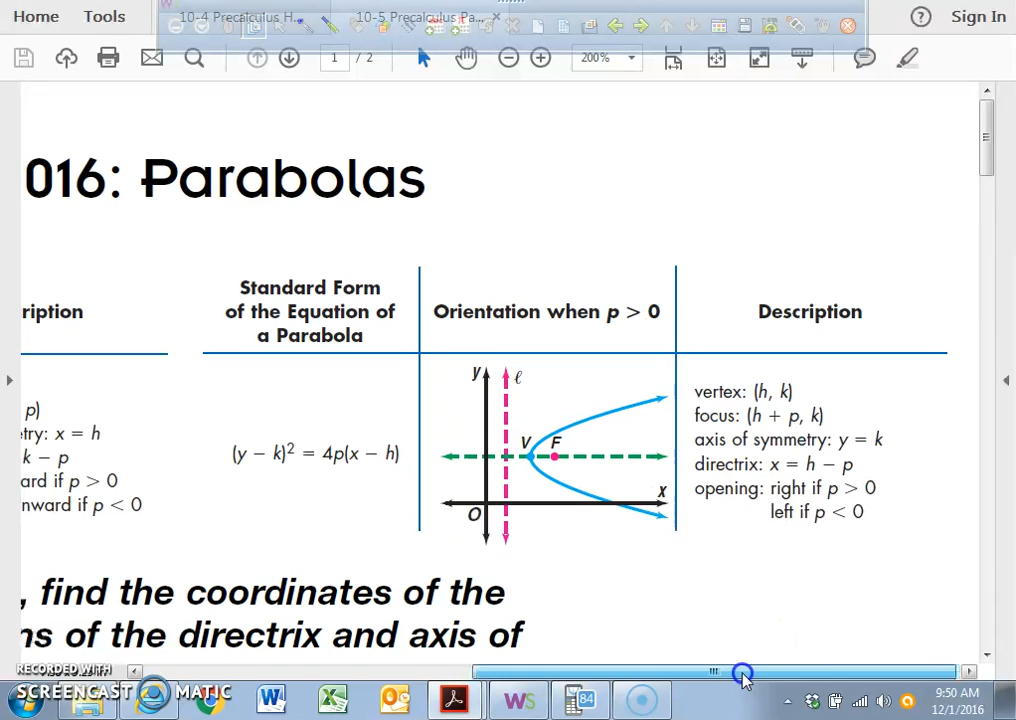 10-4 Precalculus H...
10-5 Precalculus Pa...
Home
Tools
Sign In
1
/ 2
200%
016: Parabolas
ription
Standard Form
of the Equation of
a Parabola
Orientation when p > 0
Description
p)
try: x = h
k − p
ard if p > 0
nward if p < 0
(y − k)² = 4p(x − h)
y
ℓ
V
F
x
O
vertex: (h, k)
focus: (h + p, k)
axis of symmetry: y = k
directrix: x = h − p
opening: right if p > 0
left if p < 0
, find the coordinates of the
ns of the directrix and axis of
RECORDED WITH
SCREENCAST MATIC
W
WS
84
9:50 AM
12/1/2016